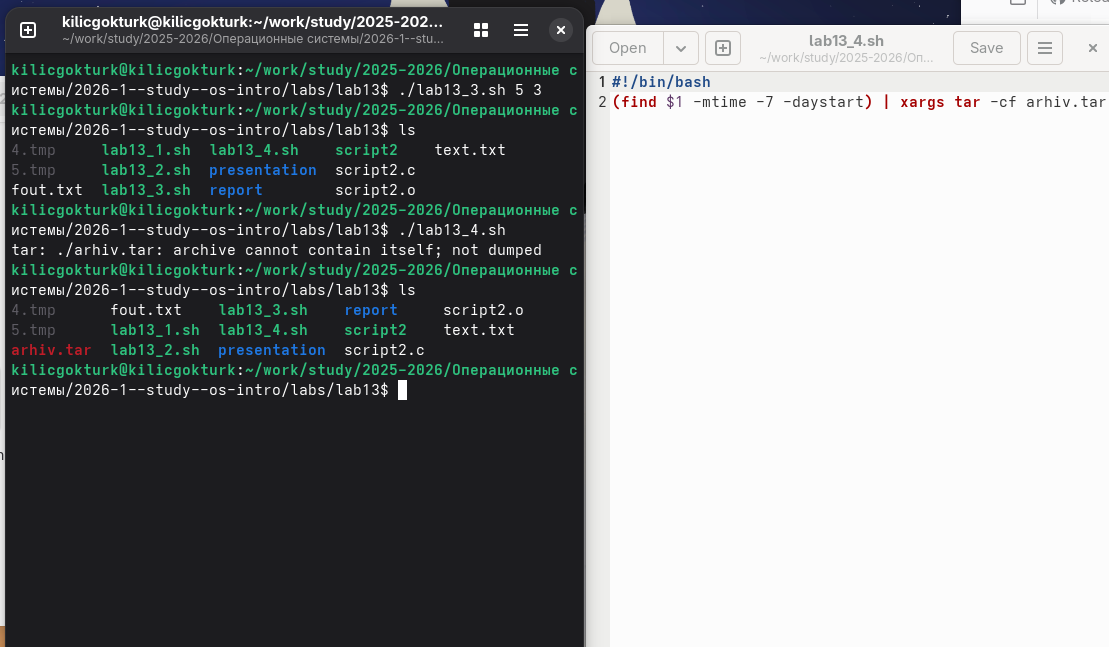 kilicgokturk@kilicgokturk:~/work/study/2025-202...
~/work/study/2025-2026/Операционные системы/2026-1--stu...
kilicgokturk@kilicgokturk:~/work/study/2025-2026/Операционные с
истемы/2026-1--study--os-intro/labs/lab13$ ./lab13_3.sh 5 3
kilicgokturk@kilicgokturk:~/work/study/2025-2026/Операционные с
истемы/2026-1--study--os-intro/labs/lab13$ ls
4.tmp lab13_1.sh lab13_4.sh script2 text.txt
5.tmp lab13_2.sh presentation script2.c
fout.txt lab13_3.sh report script2.o
kilicgokturk@kilicgokturk:~/work/study/2025-2026/Операционные с
истемы/2026-1--study--os-intro/labs/lab13$ ./lab13_4.sh
tar: ./arhiv.tar: archive cannot contain itself; not dumped
kilicgokturk@kilicgokturk:~/work/study/2025-2026/Операционные с
истемы/2026-1--study--os-intro/labs/lab13$ ls
4.tmp fout.txt lab13_3.sh report script2.o
5.tmp lab13_1.sh lab13_4.sh script2 text.txt
arhiv.tar lab13_2.sh presentation script2.c
kilicgokturk@kilicgokturk:~/work/study/2025-2026/Операционные с
истемы/2026-1--study--os-intro/labs/lab13$
Open
lab13_4.sh
~/work/study/2025-2026/Оп...
Save
1 #!/bin/bash
2 (find $1 -mtime -7 -daystart) | xargs tar -cf arhiv.tar